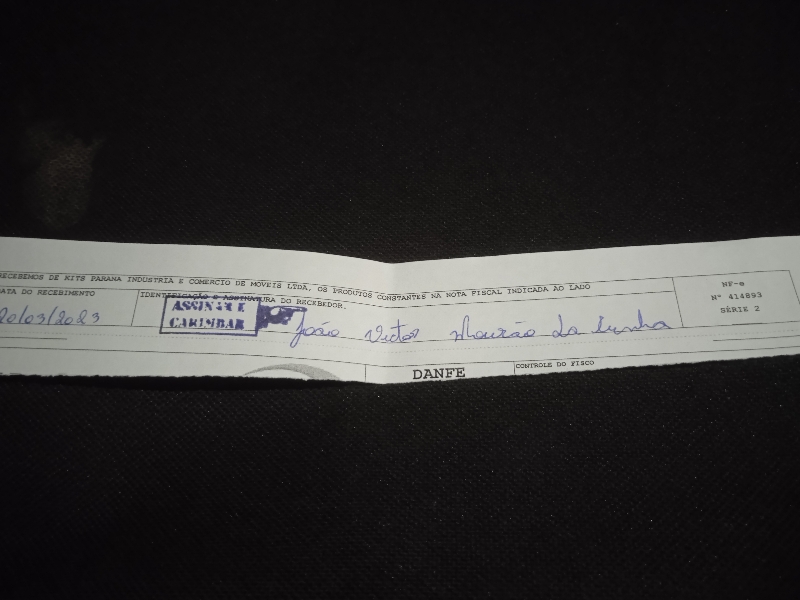 RECEBEMOS DE KITS PARANA INDUSTRIA E COMERCIO DE MOVEIS LTDA, OS PRODUTOS CONSTANTES NA NOTA FISCAL INDICADA AO LADO
DATA DO RECEBIMENTO
20/03/2023
IDENTIFICAÇÃO E ASSINATURA DO RECEBEDOR.
ASSINAR E
CARIMBAR
João Victor Mourão da Cunha
NF-e
Nº 414893
SÉRIE 2
DANFE
CONTROLE DO FISCO